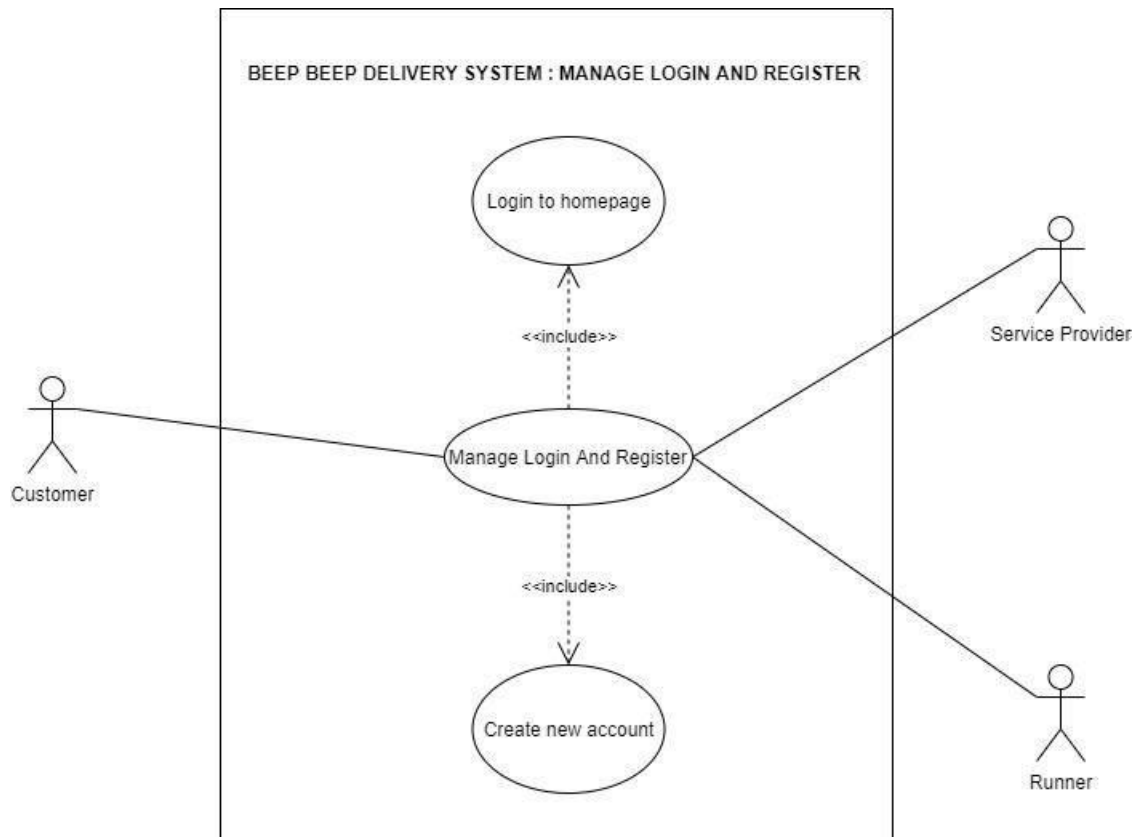 BEEP BEEP DELIVERY SYSTEM : MANAGE LOGIN AND REGISTER
Login to homepage
<<include>>
Service Provider
Manage Login And Register
Customer
<<include>>
Create new account
Runner